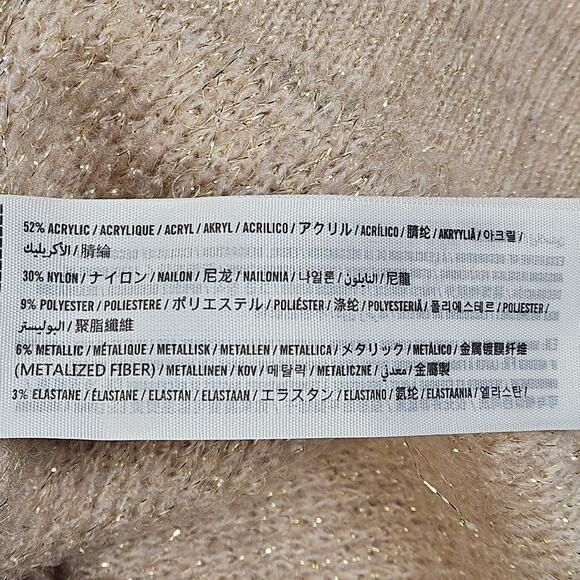 52% ACRYLIC / ACRYLIQUE / ACRYL / AKRYL / ACRILICO / アクリル / ACRÍLICO / 腈纶 / AKRYYLIÄ / 아크릴 /
الأكريليك / 腈綸
30% NYLON / ナイロン / NAILON / 尼龙 / NAILONIA / 나일론 / النايلون / 尼龍
9% POLYESTER / POLIESTERE / ポリエステル / POLIÉSTER / 涤纶 / POLYESTERIÄ / 폴리에스테르 / POLJESTER /
البوليستر / 聚脂纖維
6% METALLIC / MÉTALIQUE / METALLISK / METALLEN / METALLICA / メタリック / METÁLICO / 金属镀膜纤维
(METALIZED FIBER) / METALLINEN / KOV / 메탈릭 / METALICZNE / معدني / 金屬製
3% ELASTANE / ÉLASTANE / ELASTAN / ELASTAAN / エラスタン / ELASTANO / 氨纶 / ELASTAANIA / 엘라스탄 /